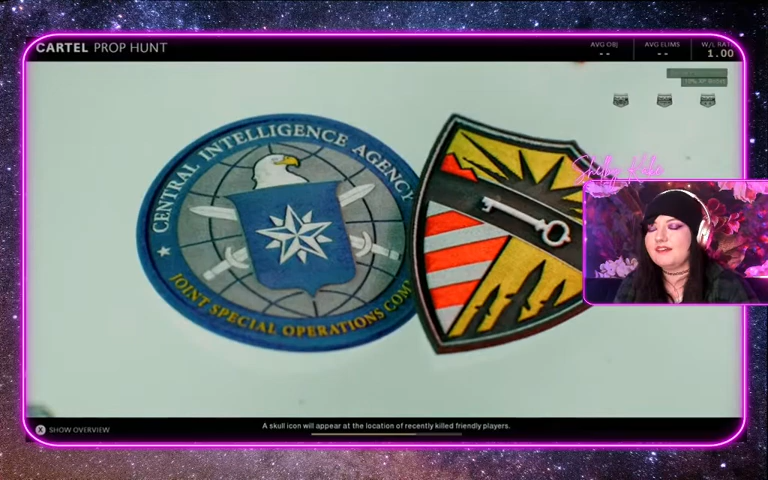 CARTEL PROP HUNT
AVG OBJ
--
AVG ELIMS
--
W/L RATE
1.00
CENTRAL INTELLIGENCE AGENCY
JOINT SPECIAL OPERATIONS COM
X SHOW OVERVIEW
A skull icon will appear at the location of recently killed friendly players.